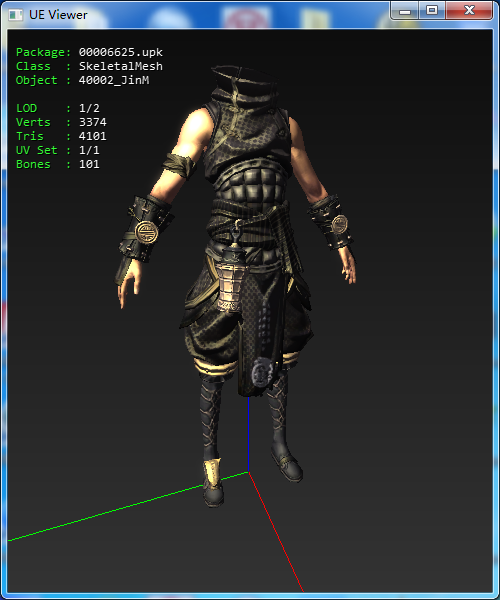 UE Viewer
Package: 00006625.upk
Class : SkeletalMesh
Object : 40002_JinM
LOD : 1/2
Verts : 3374
Tris : 4101
UV Set : 1/1
Bones : 101